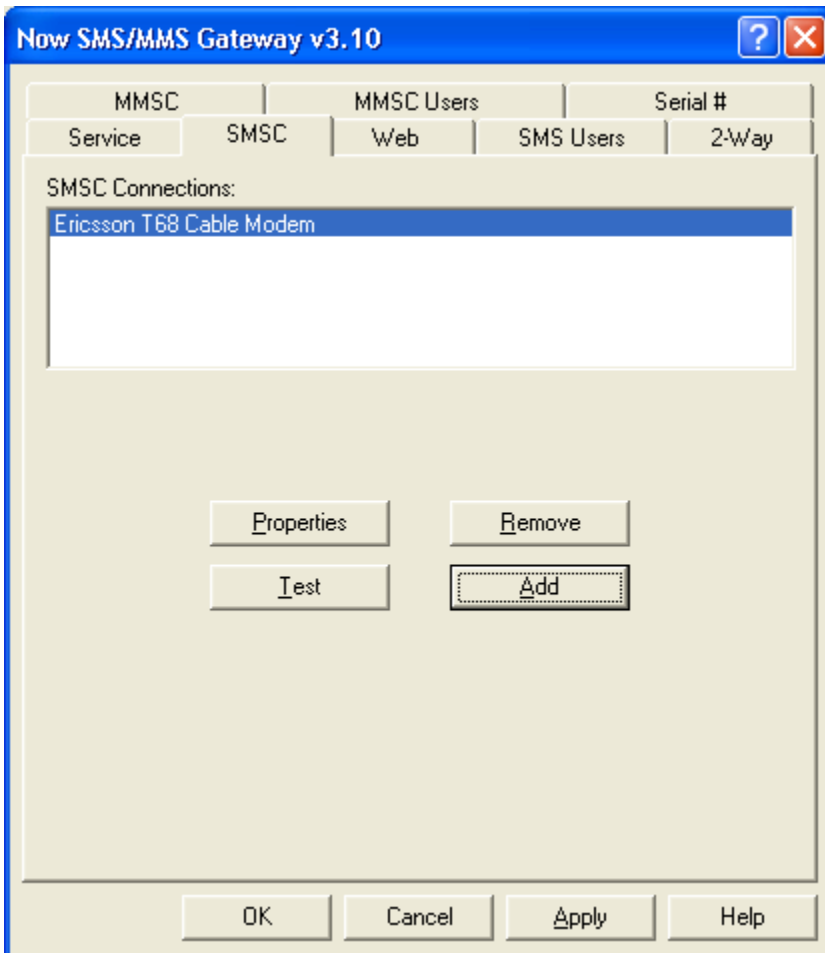 Now SMS/MMS Gateway v3.10
MMSC MMSC Users Serial #
Service SMSC Web SMS Users 2-Way
SMSC Connections:
Ericsson T68 Cable Modem
Properties Remove
Test Add
OK Cancel Apply Help